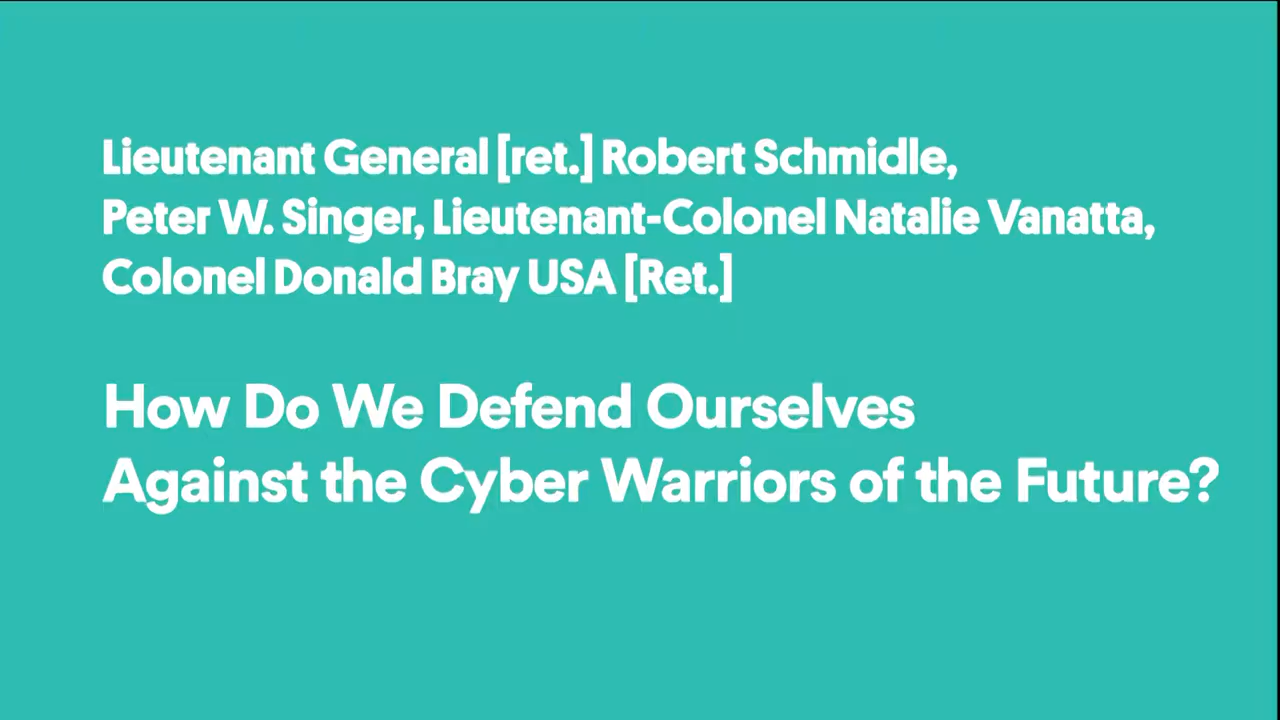 Lieutenant General [ret.] Robert Schmidle,
Peter W. Singer, Lieutenant-Colonel Natalie Vanatta,
Colonel Donald Bray USA [Ret.]
How Do We Defend Ourselves
Against the Cyber Warriors of the Future?